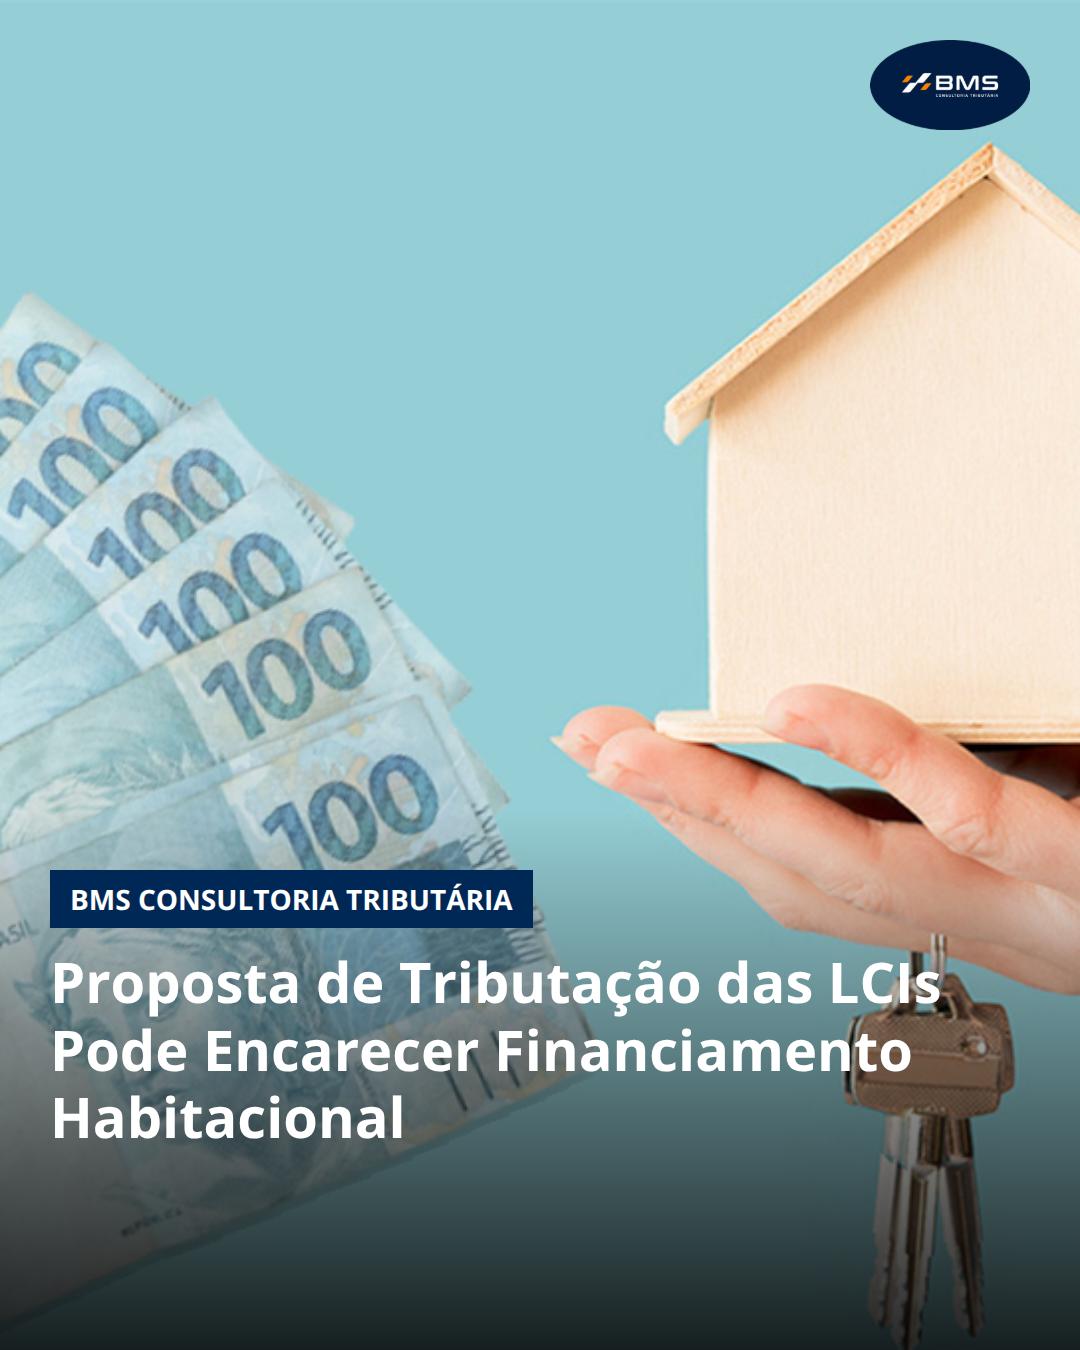 BMS
CONSULTORIA TRIBUTÁRIA
100
100
100
100
100
100
BMS CONSULTORIA TRIBUTÁRIA
Proposta de Tributação das LCIs
Pode Encarecer Financiamento
Habitacional